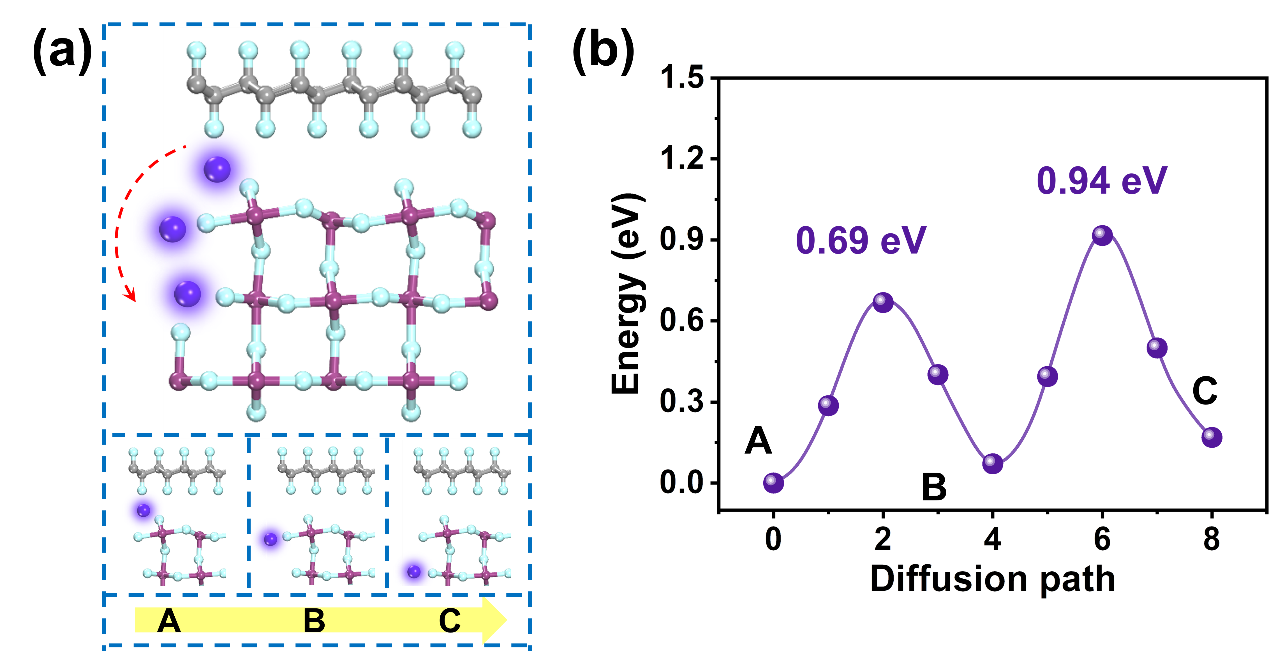 (a)
A B C
(b)
Energy (eV)
1.5
1.2
0.9
0.6
0.3
0.0
0.69 eV
0.94 eV
A
B
C
0 2 4 6 8
Diffusion path